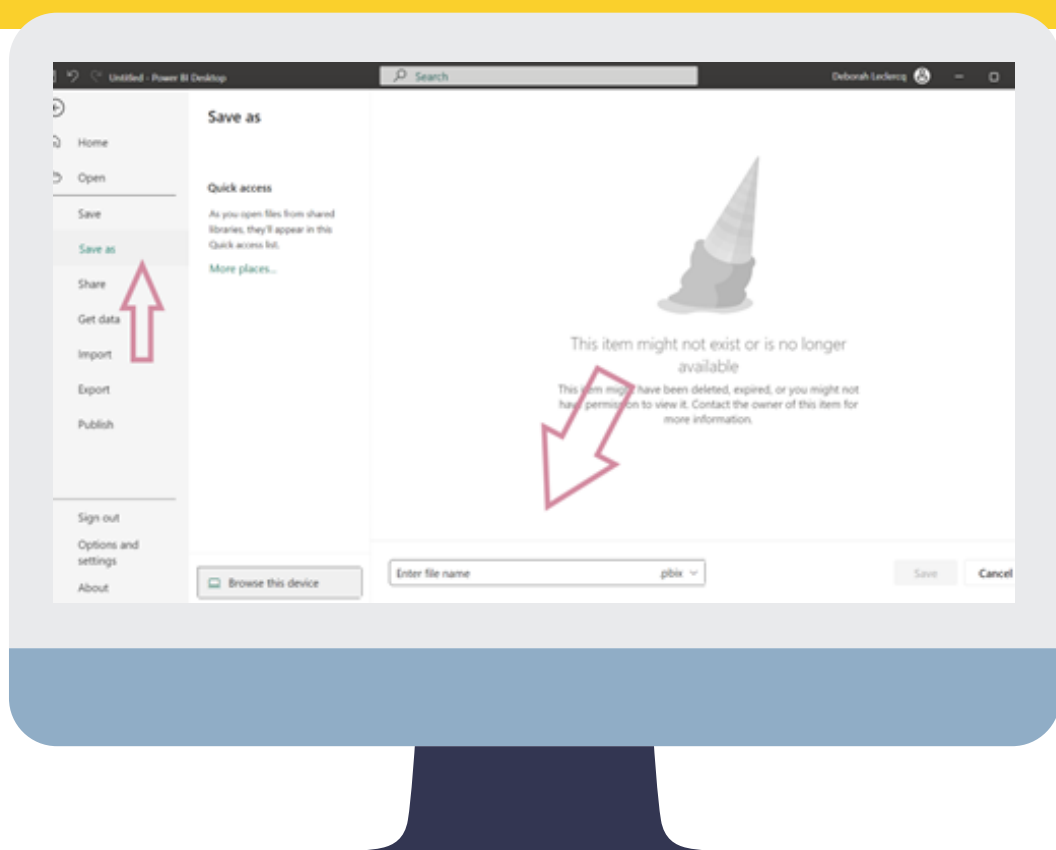 Untitled - Power BI Desktop
Search
Deborah Leclercq
Home
Open
Save
Save as
Share
Get data
Import
Export
Publish
Sign out
Options and
settings
About
Save as
Quick access
As you open files from shared
libraries, they'll appear in this
Quick access list.
More places...
Browse this device
This item might not exist or is no longer
available
This item might have been deleted, expired, or you might not
have permission to view it. Contact the owner of this item for
more information.
Enter file name
.pbix
Save
Cancel